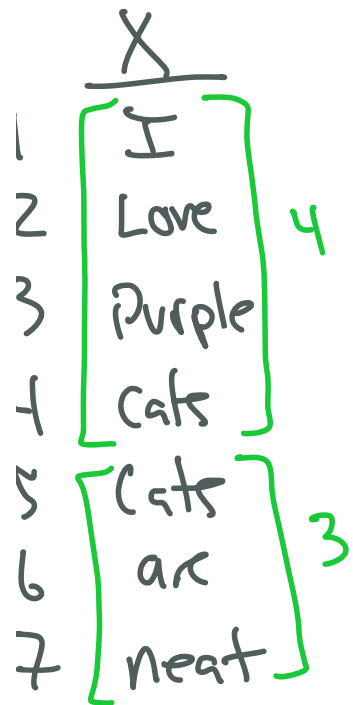 X
1 I
2 Love
3 Purple 4
4 Cats
5 Cats
6 are 3
7 neat